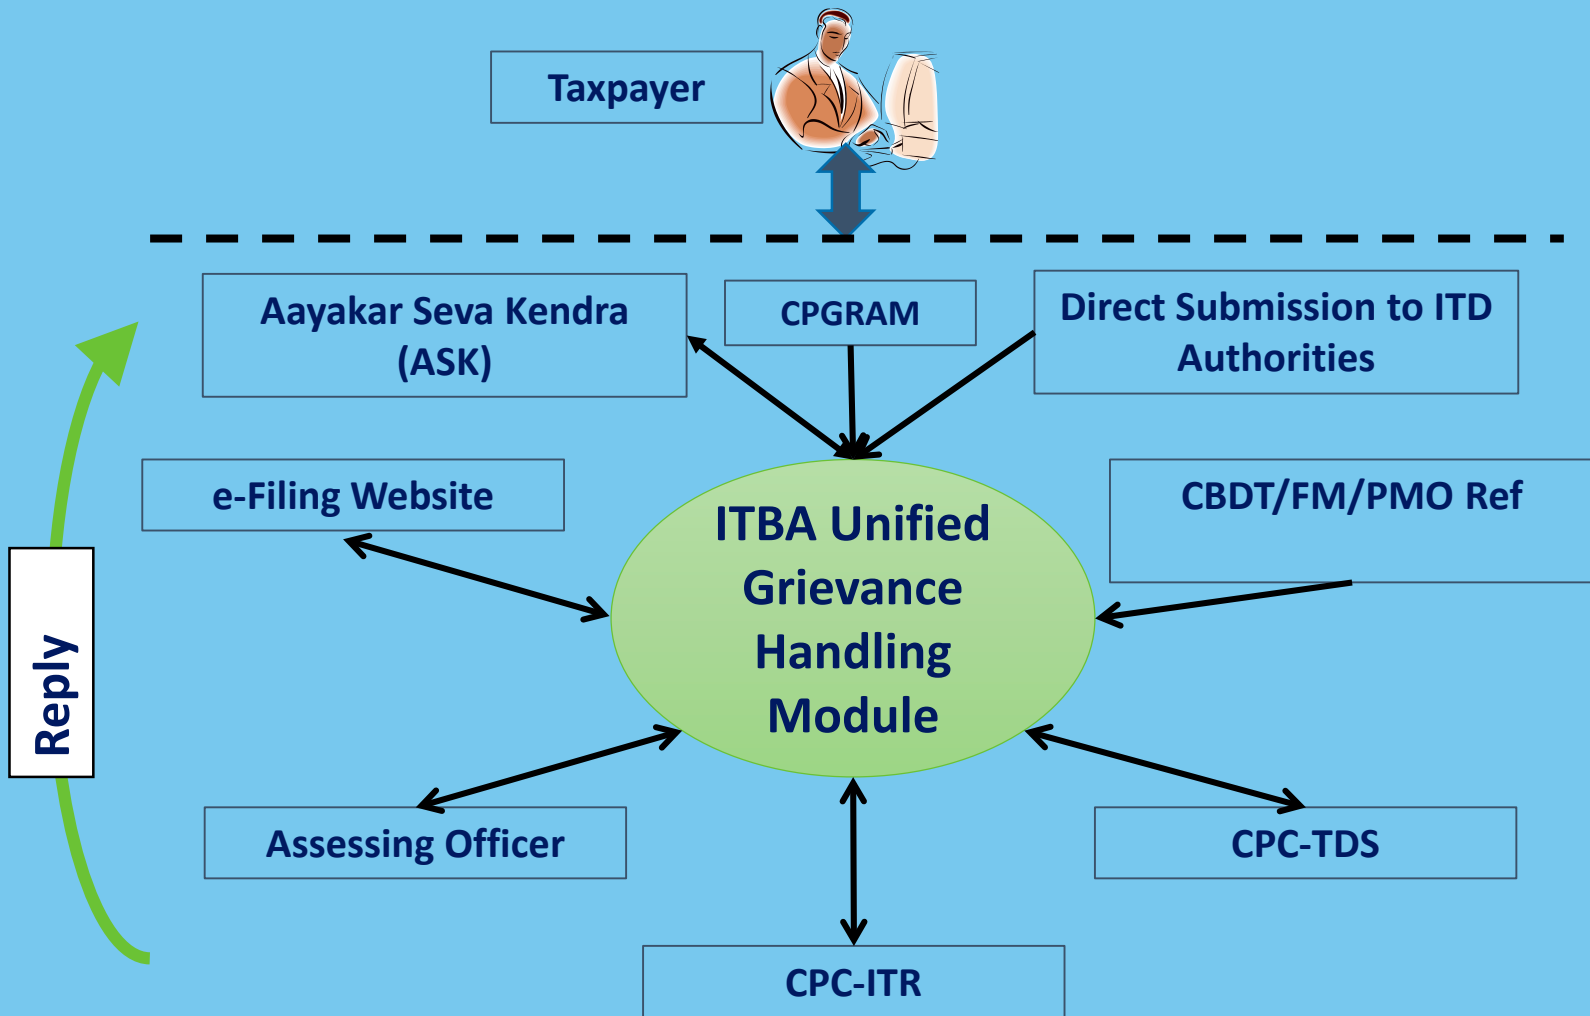 Taxpayer
Aayakar Seva Kendra
(ASK)
CPGRAM
Direct Submission to ITD
Authorities
e-Filing Website
CBDT/FM/PMO Ref
ITBA Unified
Grievance
Handling
Module
Reply
Assessing Officer
CPC-TDS
CPC-ITR